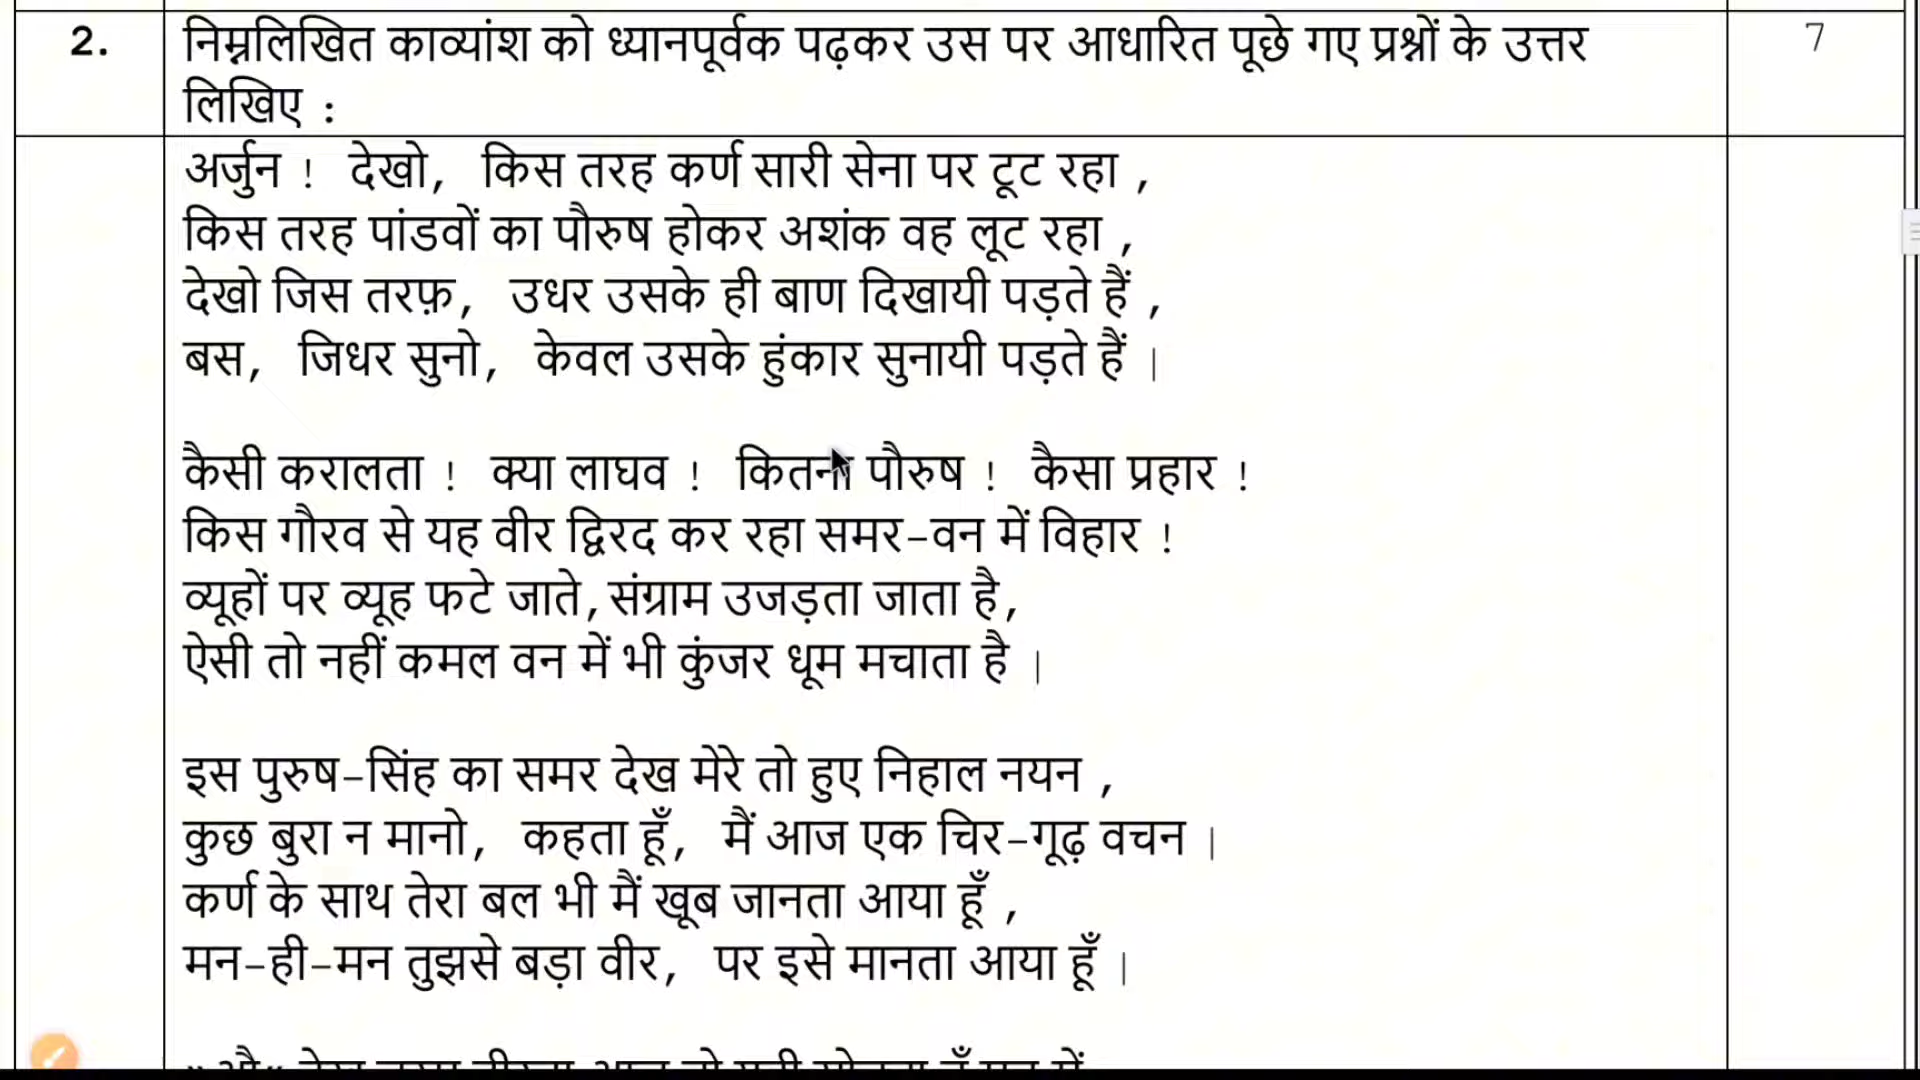 2.
निम्नलिखित काव्यांश को ध्यानपूर्वक पढ़कर उस पर आधारित पूछे गए प्रश्नों के उत्तर
7
लिखिए :
अर्जुन ! देखो, किस तरह कर्ण सारी सेना पर टूट रहा ,
किस तरह पांडवों का पौरुष होकर अशंक वह लूट रहा ,
देखो जिस तरफ़, उधर उसके ही बाण दिखायी पड़ते हैं ,
बस, जिधर सुनो, केवल उसके हुंकार सुनायी पड़ते हैं |
कैसी करालता ! क्या लाघव ! कितना पौरुष ! कैसा प्रहार !
किस गौरव से यह वीर द्विरद कर रहा समर-वन में विहार !
व्यूहों पर व्यूह फटे जाते,संग्राम उजड़ता जाता है,
ऐसी तो नहीं कमल वन में भी कुंजर धूम मचाता है |
इस पुरुष-सिंह का समर देख मेरे तो हुए निहाल नयन ,
कुछ बुरा न मानो, कहता हूँ, मैं आज एक चिर-गूढ़ वचन |
कर्ण के साथ तेरा बल भी मैं खूब जानता आया हूँ ,
मन-ही-मन तुझसे बड़ा वीर, पर इसे मानता आया हूँ |